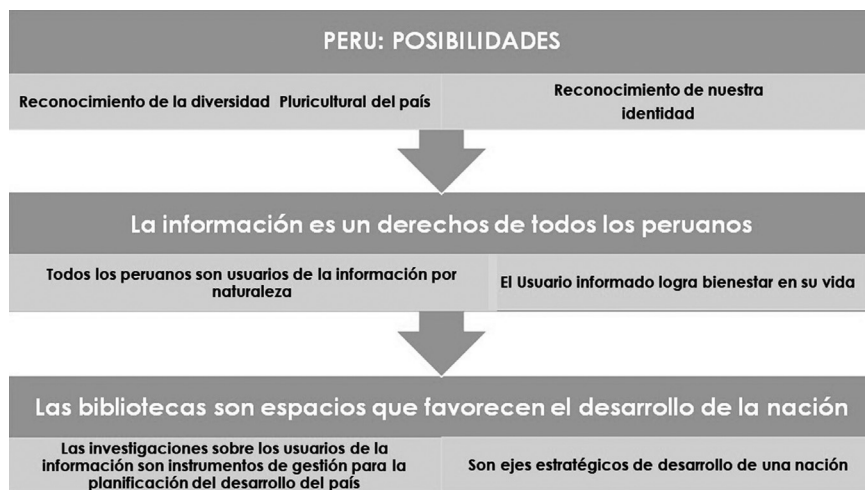 PERU: POSIBILIDADES
Reconocimiento de la diversidad Pluricultural del país
Reconocimiento de nuestra
identidad
La información es un derechos de todos los peruanos
Todos los peruanos son usuarios de la información por
naturaleza
El Usuario informado logra bienestar en su vida
Las bibliotecas son espacios que favorecen el desarrollo de la nación
Las investigaciones sobre los usuarios de la
información son instrumentos de gestión para la
planificación del desarrollo del país
Son ejes estratégicos de desarrollo de una nación